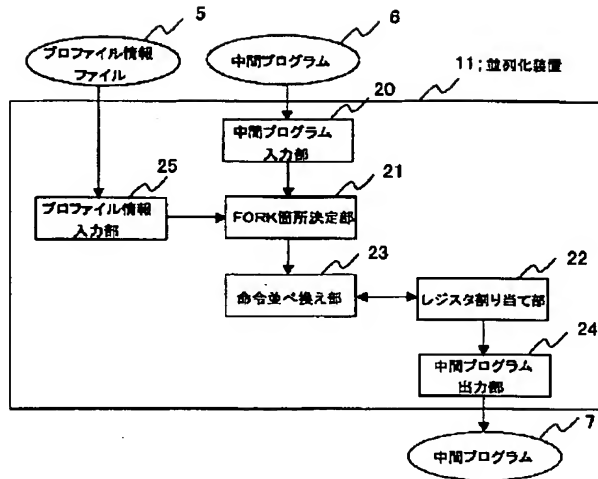 5
プロファイル情報
ファイル
6
中間プログラム
11;並列化装置
20
中間プログラム
入力部
25
プロファイル情報
入力部
21
FORK箇所決定部
23
命令並べ換え部
22
レジスタ割り当て部
24
中間プログラム
出力部
7
中間プログラム